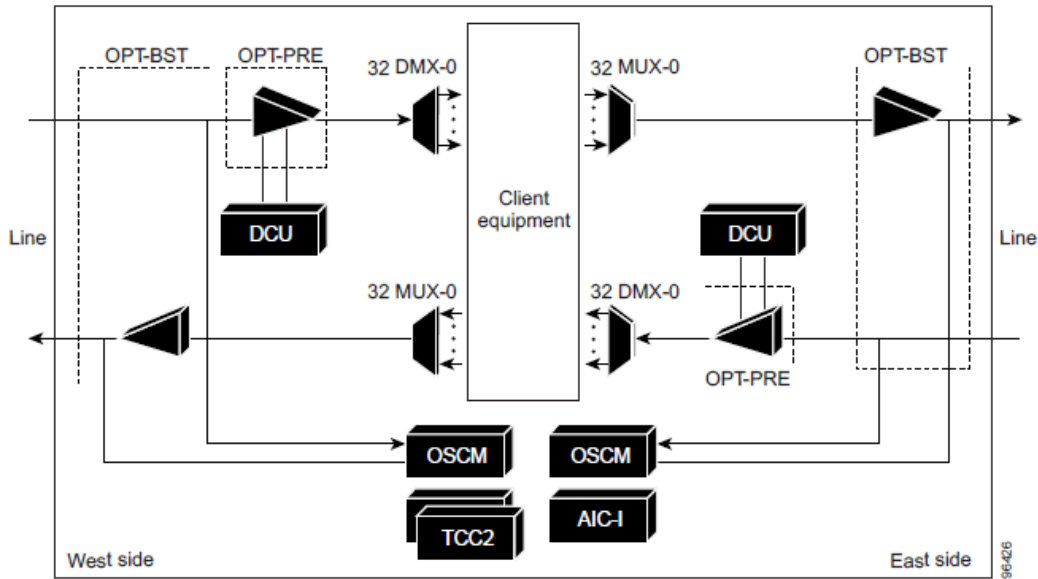 OPT-BST
OPT-PRE
32 DMX-0
32 MUX-0
OPT-BST
DCU
Client
equipment
DCU
Line
Line
32 MUX-0
32 DMX-0
OPT-PRE
OSCM
OSCM
TCC2
AIC-I
West side
East side
96426